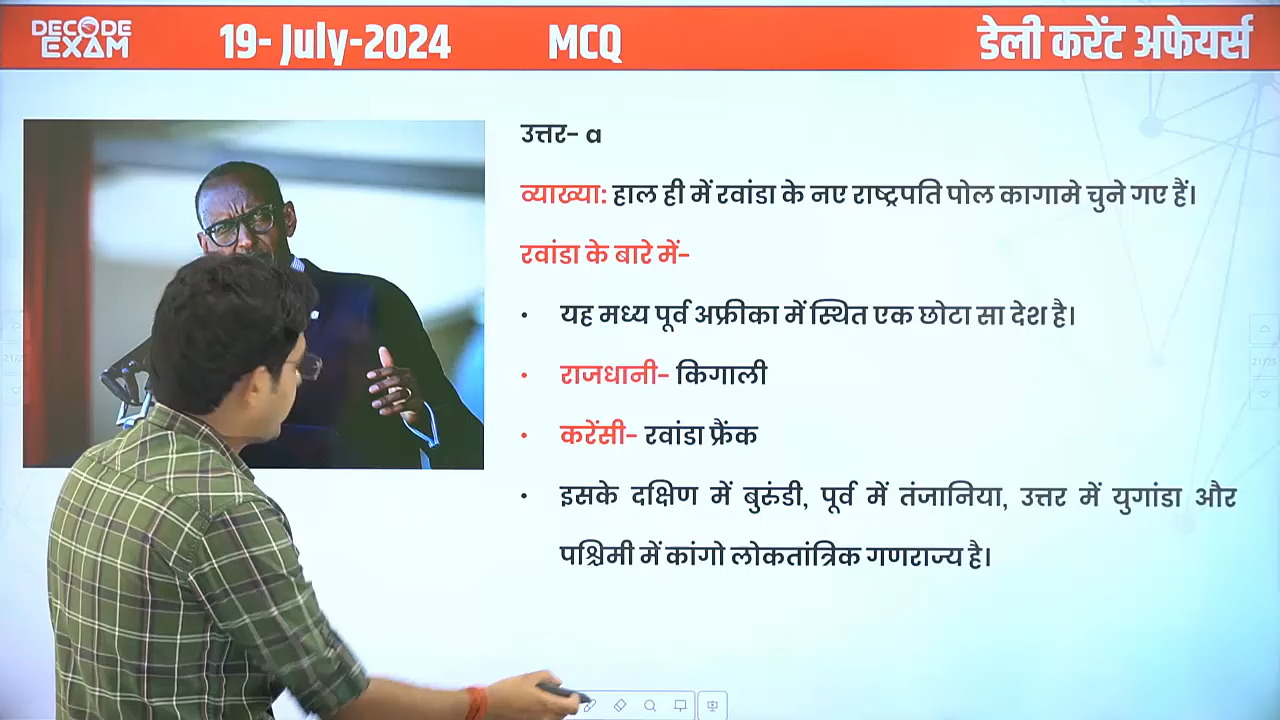 DECODE EXAM
19- July-2024
MCQ
डेली करेंट अफेयर्स
उत्तर- a
व्याख्या: हाल ही में रवांडा के नए राष्ट्रपति पोल कागामे चुने गए हैं।
रवांडा के बारे में-
• यह मध्य पूर्व अफ्रीका में स्थित एक छोटा सा देश है।
• राजधानी- किगाली
• करेंसी- रवांडा फ्रैंक
• इसके दक्षिण में बुरुंडी, पूर्व में तंजानिया, उत्तर में युगांडा और
पश्चिमी में कांगो लोकतांत्रिक गणराज्य है।